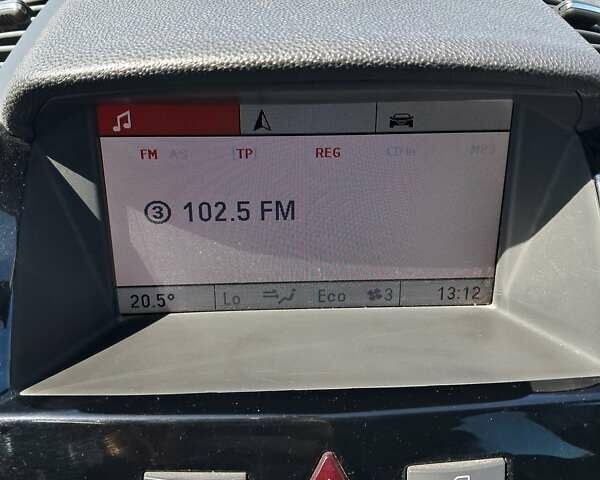 FM AS [TP] REG CD in MP3
3 102.5 FM
20.5° Lo Eco 3 13:12